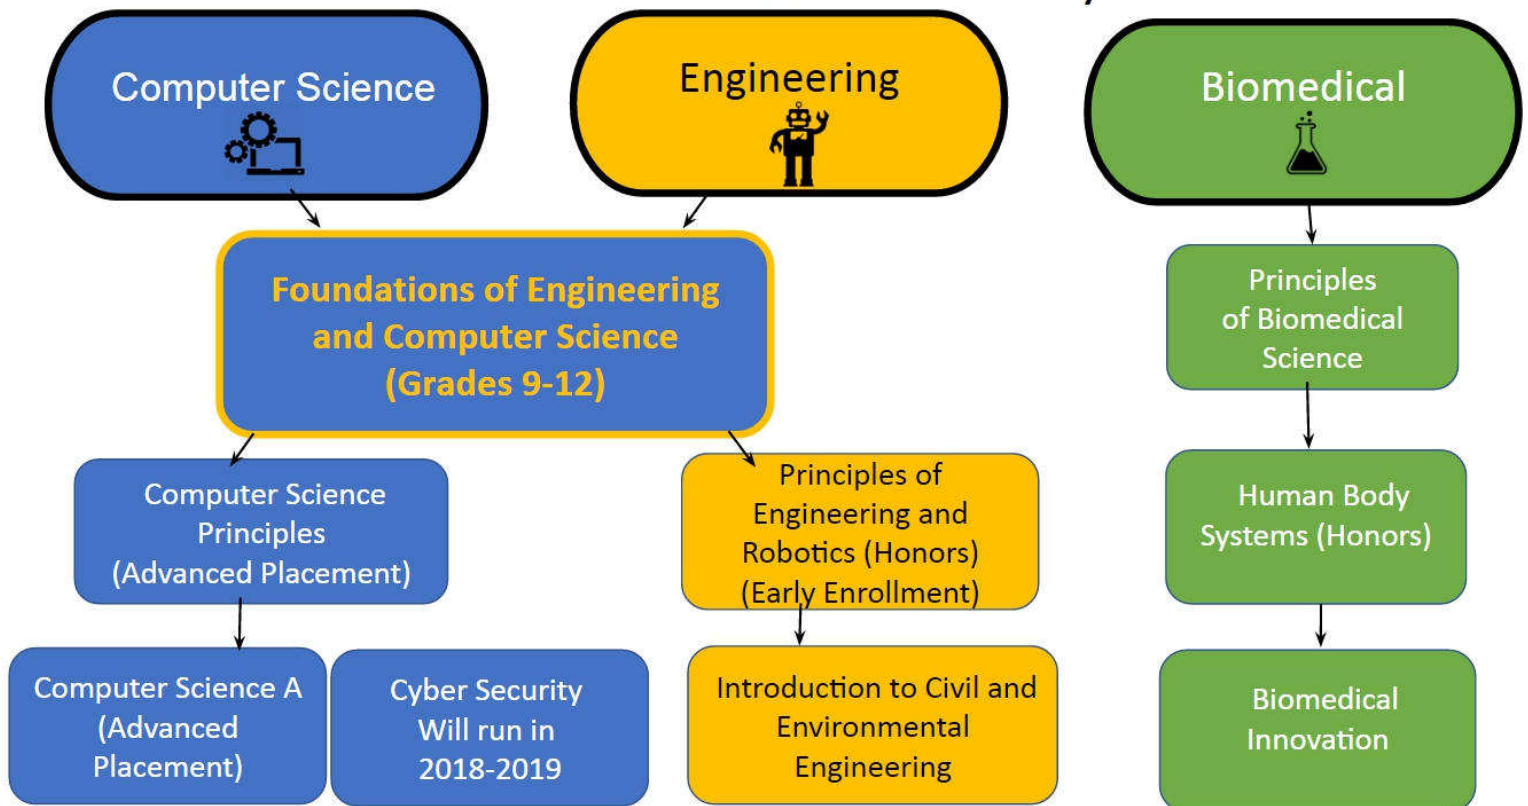 Computer Science
Engineering
Biomedical
Foundations of Engineering
and Computer Science
(Grades 9-12)
Principles
of Biomedical
Science
Computer Science
Principles
(Advanced Placement)
Principles of
Engineering and
Robotics (Honors)
(Early Enrollment)
Human Body
Systems (Honors)
Computer Science A
(Advanced
Placement)
Cyber Security
Will run in
2018-2019
Introduction to Civil and
Environmental
Engineering
Biomedical
Innovation